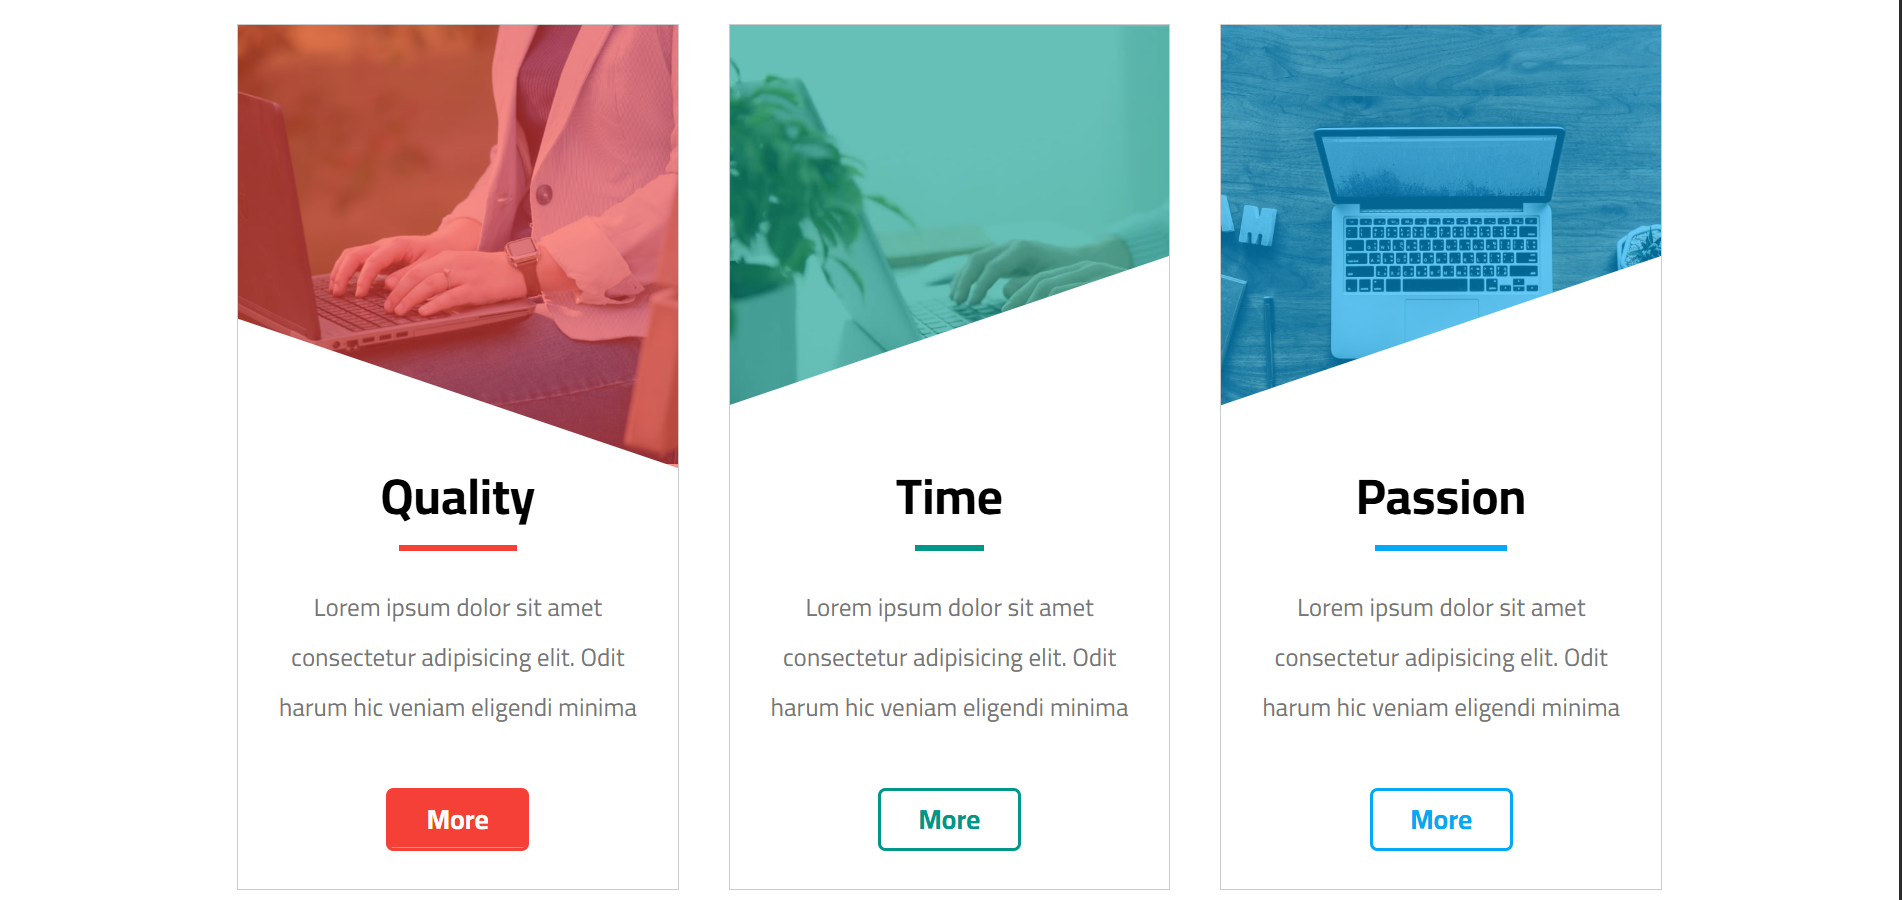 Quality
Lorem ipsum dolor sit amet
consectetur adipisicing elit. Odit
harum hic veniam eligendi minima
More
Time
Lorem ipsum dolor sit amet
consectetur adipisicing elit. Odit
harum hic veniam eligendi minima
More
M
Passion
Lorem ipsum dolor sit amet
consectetur adipisicing elit. Odit
harum hic veniam eligendi minima
More